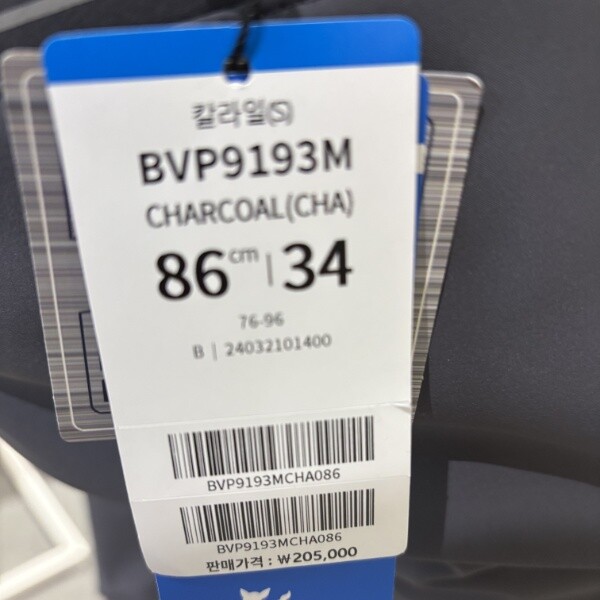 칼라일(S)
BVP9193M
CHARCOAL(CHA)
86cm | 34
76-96
B | 24032101400
BVP9193MCHA086
BVP9193MCHA086
판매가격 : ₩205,000